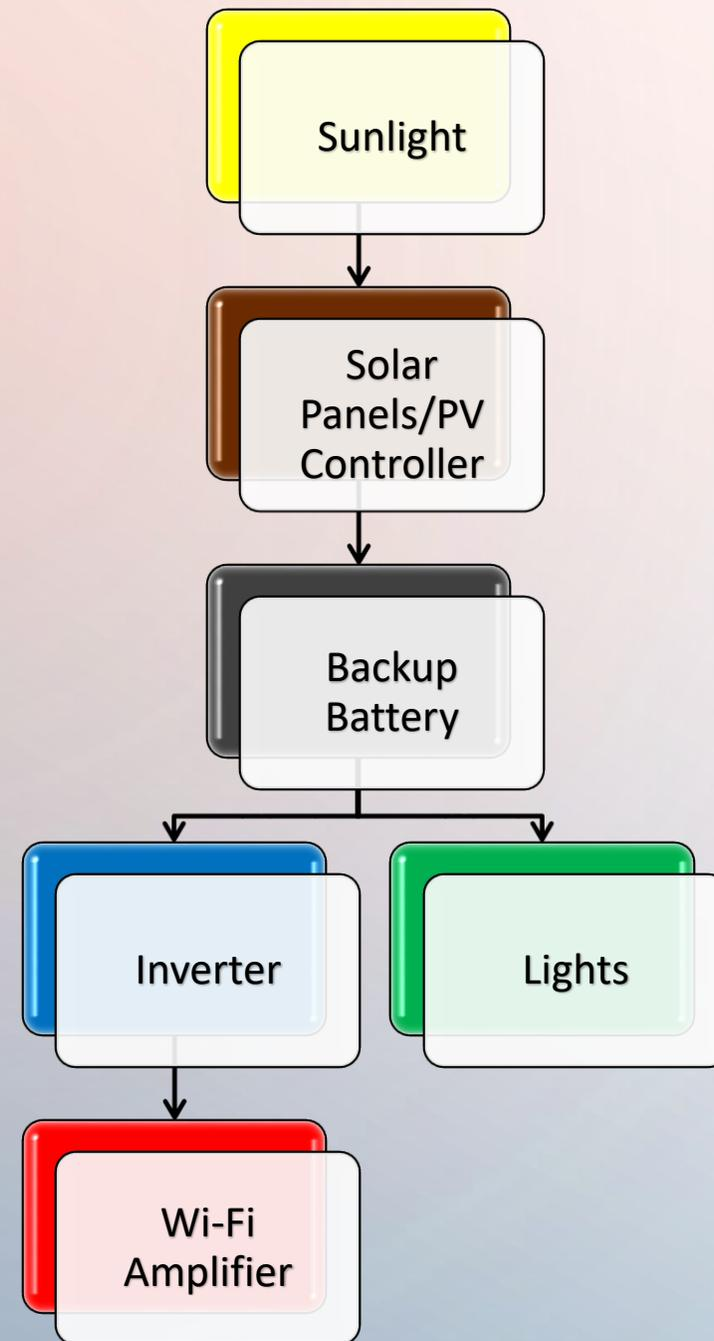 Sunlight
Solar
Panels/PV
Controller
Backup
Battery
Inverter
Lights
Wi-Fi
Amplifier